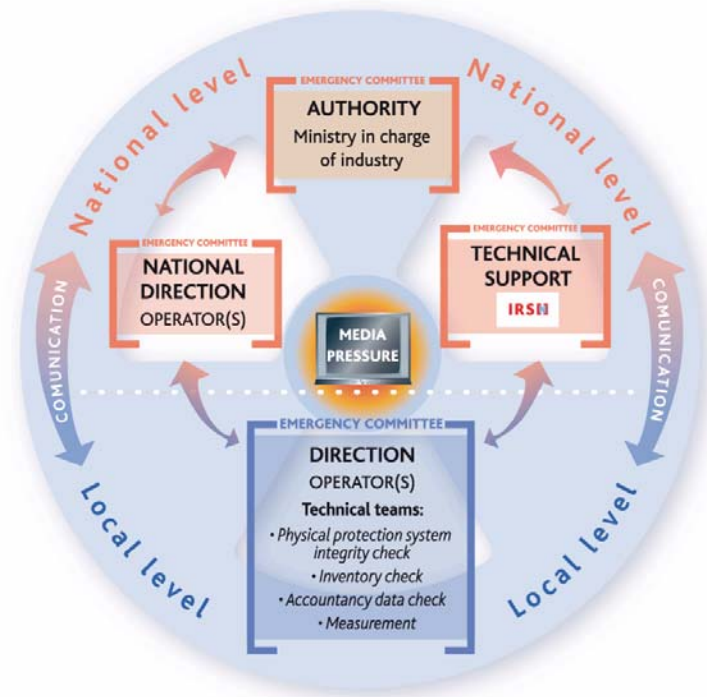 National level
National level
EMERGENCY COMMITTEE
AUTHORITY
Ministry in charge
of industry
EMERGENCY COMMITTEE
NATIONAL
DIRECTION
OPERATOR(S)
EMERGENCY COMMITTEE
TECHNICAL
SUPPORT
IRSN
MEDIA
PRESSURE
COMUNICATION
COMUNICATION
EMERGENCY COMMITTEE
DIRECTION
OPERATOR(S)
Technical teams:
• Physical protection system
integrity check
• Inventory check
• Accountancy data check
• Measurement
Local level
Local level